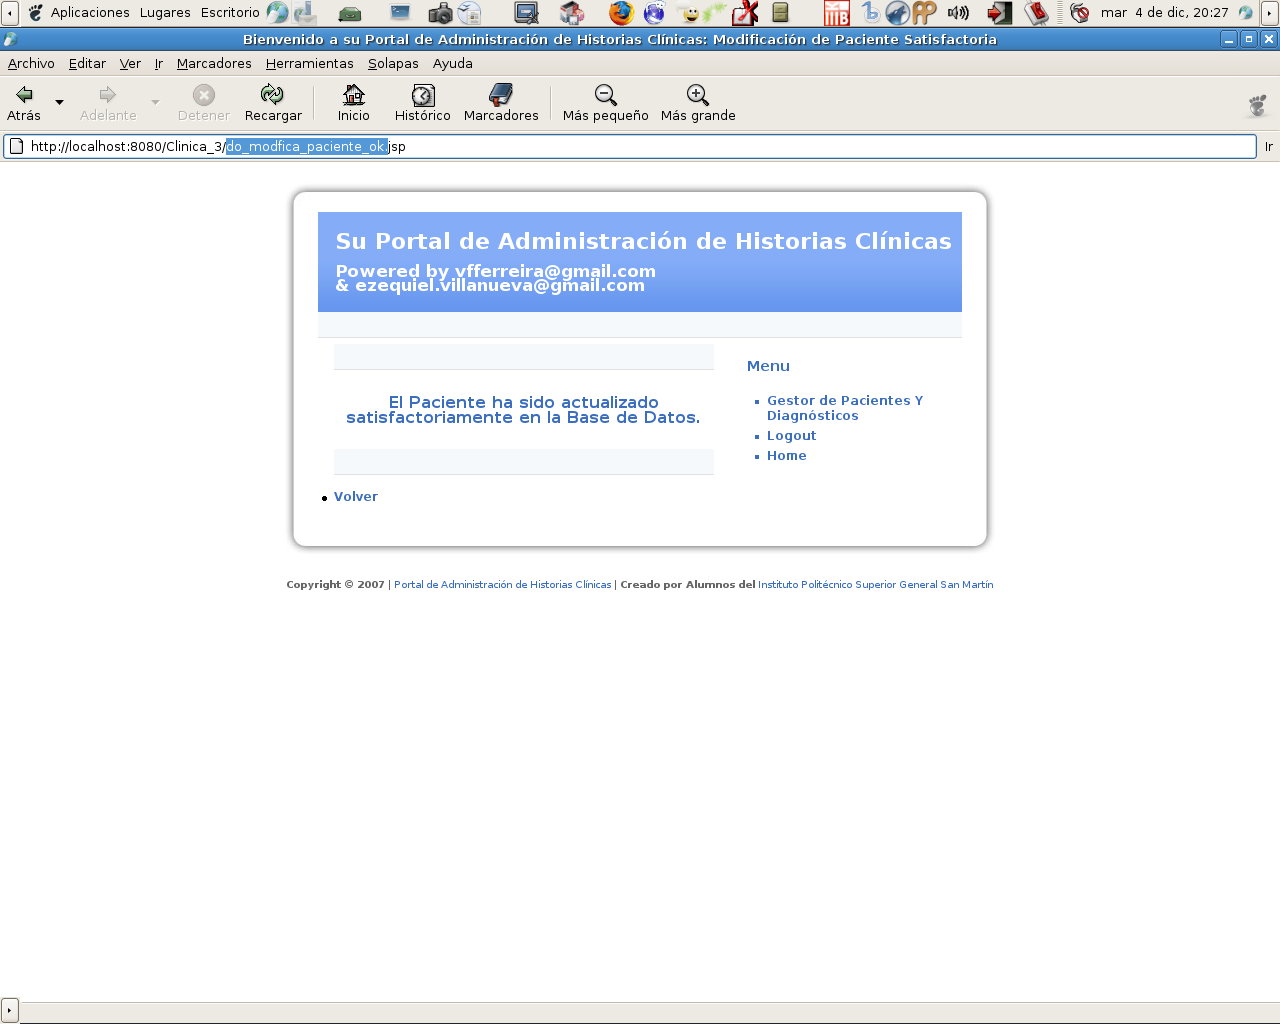 Aplicaciones Lugares Escritorio mar 4 de dic, 20:27
Bienvenido a su Portal de Administración de Historias Clínicas: Modificación de Paciente Satisfactoria
Archivo Editar Ver Ir Marcadores Herramientas Solapas Ayuda
Atrás Adelante Detener Recargar Inicio Histórico Marcadores Más pequeño Más grande
http://localhost:8080/Clinica_3/do_modfica_paciente_ok.jsp Ir
Su Portal de Administración de Historias Clínicas
Powered by vfferreira@gmail.com
& ezequiel.villanueva@gmail.com
El Paciente ha sido actualizado
satisfactoriamente en la Base de Datos.
Volver
Menu
Gestor de Pacientes Y
Diagnósticos
Logout
Home
Copyright © 2007 | Portal de Administración de Historias Clínicas | Creado por Alumnos del Instituto Politécnico Superior General San Martín